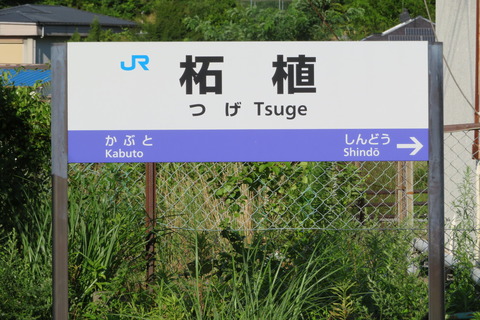 JR
柘植
つげ Tsuge
かぶと しんどう
Kabuto Shindō